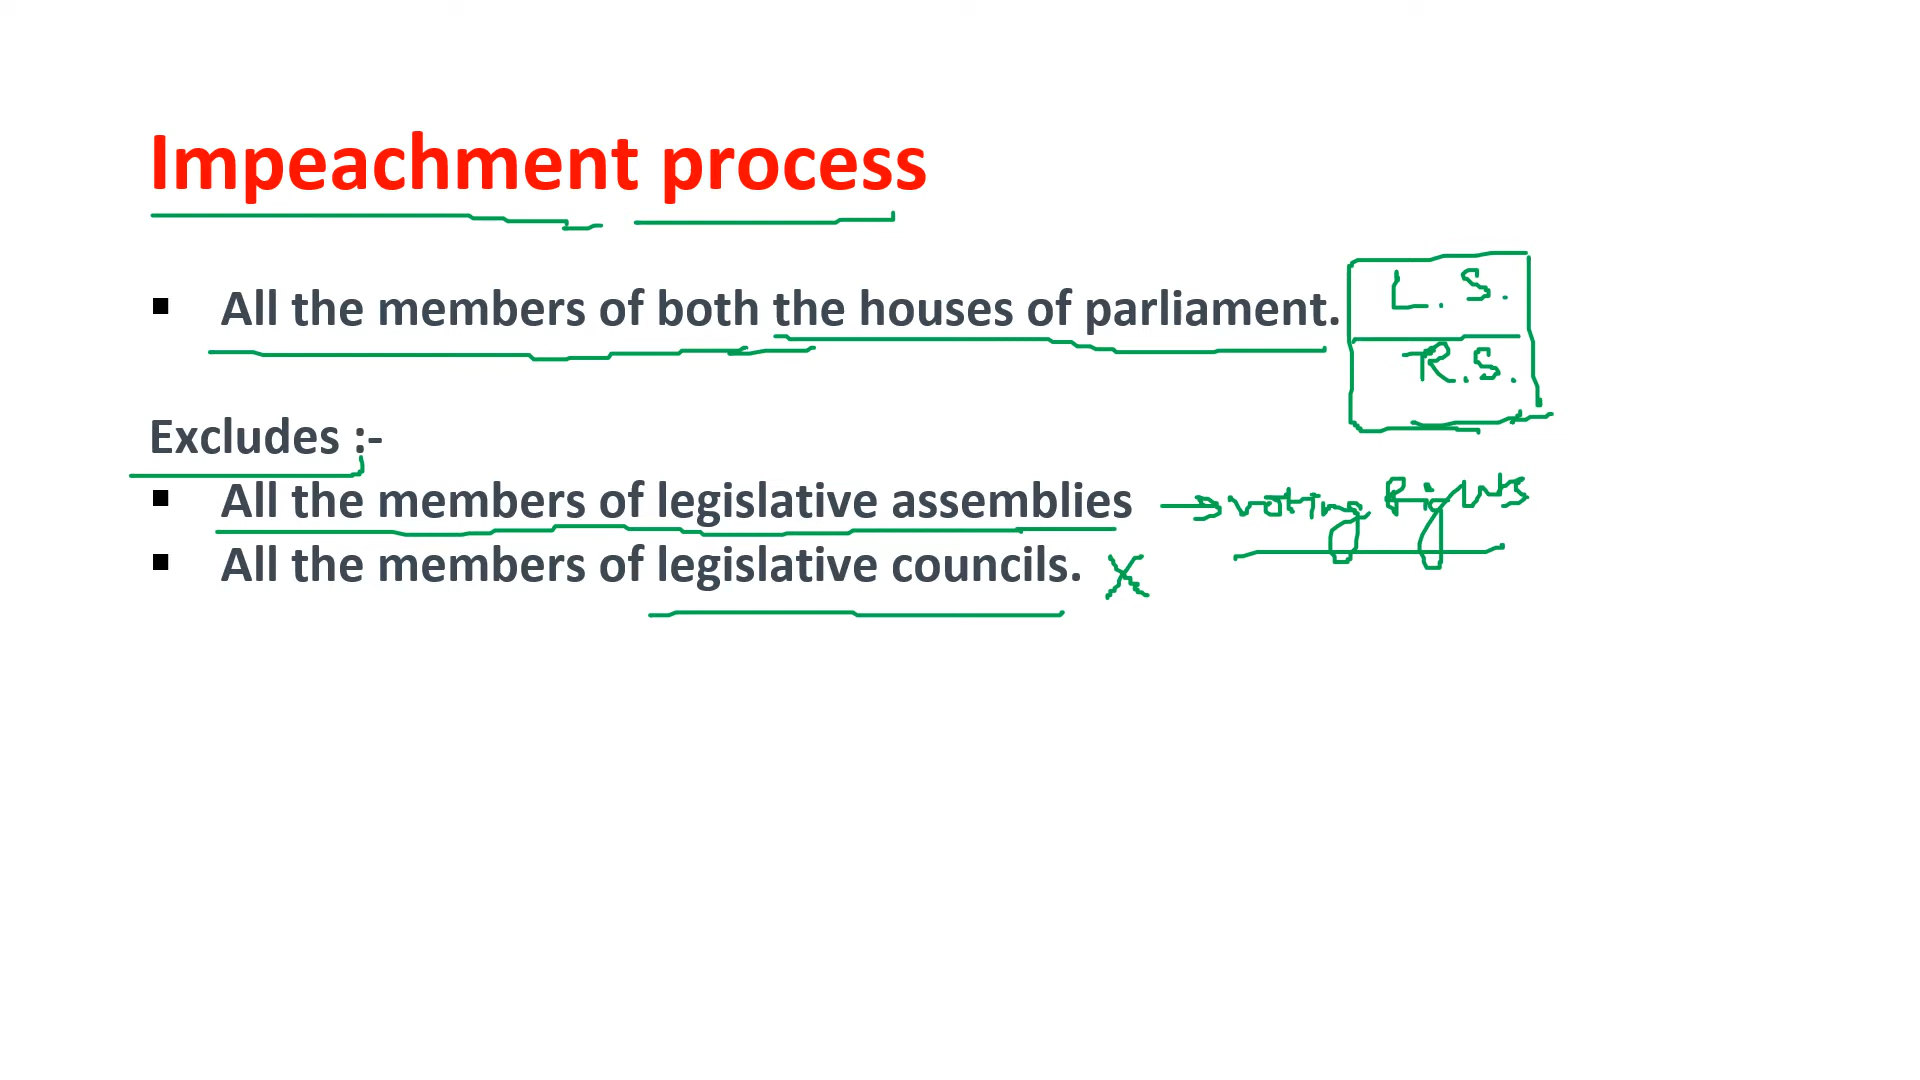 Impeachment process
▪ All the members of both the houses of parliament.
L.S.
R.S.
Excludes :-
▪ All the members of legislative assemblies → voting Rights
▪ All the members of legislative councils. X